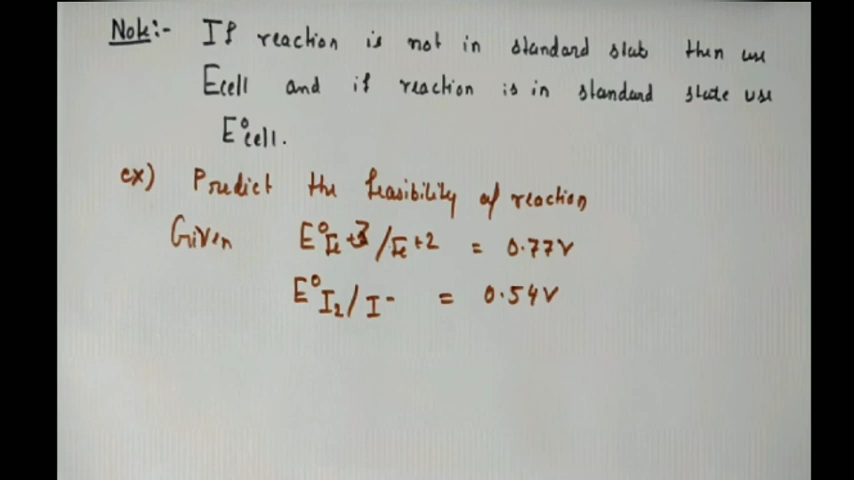 Note:- If reaction is not in standard state then use
Ecell and if reaction is in standard state use
E°cell.
ex) Predict the feasibility of reaction
Given E°Fe+3/Fe+2 = 0.77V
E°I₂/I⁻ = 0.54V